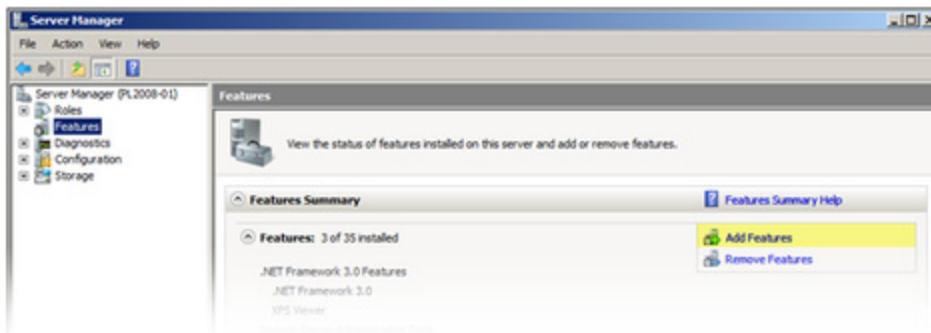 Server Manager
File Action View Help
Server Manager (PL2008-01)
Roles
Features
Diagnostics
Configuration
Storage
Features
View the status of features installed on this server and add or remove features.
Features Summary
Features Summary Help
Features: 3 of 35 installed
Add Features
Remove Features
.NET Framework 3.0 Features
.NET Framework 3.0
XPS Viewer